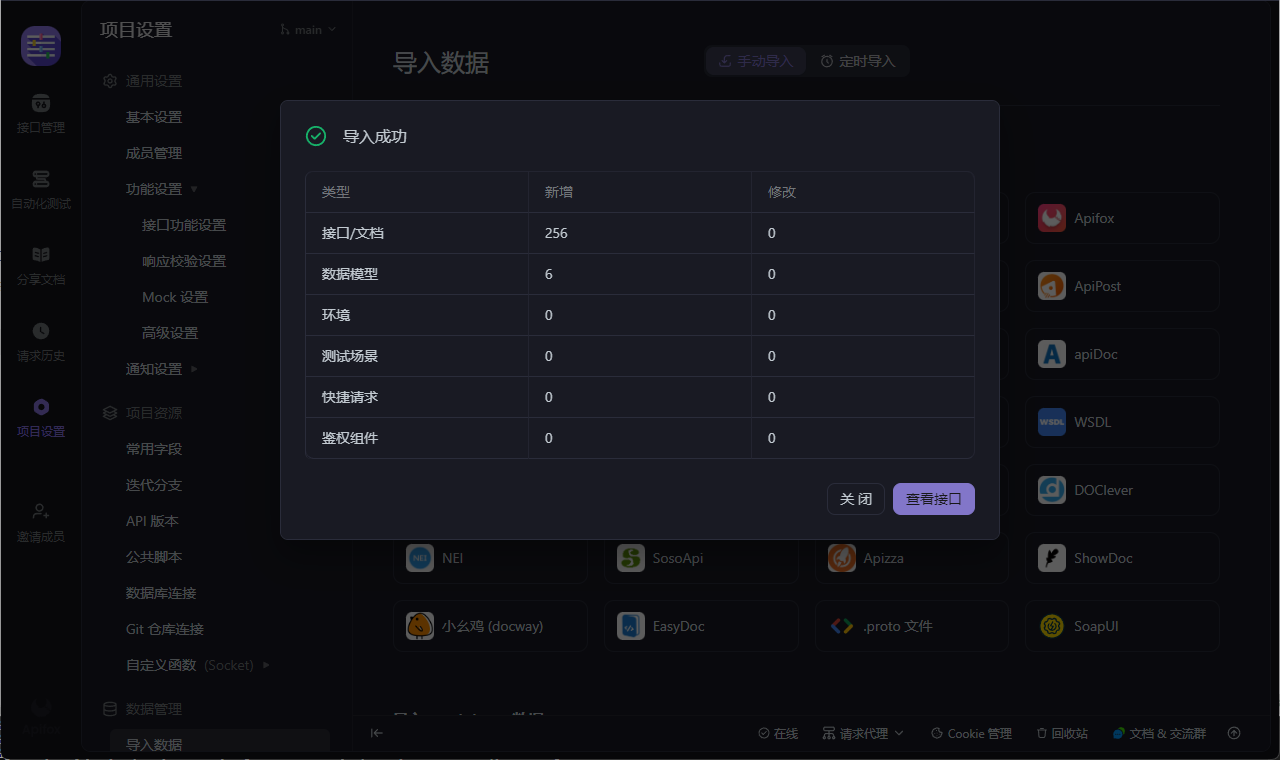 项目设置
main
接口管理
自动化测试
分享文档
请求历史
项目设置
邀请成员
Apifox
通用设置
基本设置
成员管理
功能设置
接口功能设置
响应校验设置
Mock 设置
高级设置
通知设置
项目资源
常用字段
迭代分支
API 版本
公共脚本
数据库连接
Git 仓库连接
自定义函数 (Socket)
数据管理
导入数据
导入数据
手动导入
定时导入
导入成功
类型 新增 修改
接口/文档 256 0
数据模型 6 0
环境 0 0
测试场景 0 0
快捷请求 0 0
鉴权组件 0 0
关 闭
查看接口
Apifox
ApiPost
apiDoc
WSDL
WSDL
DOClever
NEI
NEI
SosoApi
Apizza
ShowDoc
小幺鸡 (docway)
EasyDoc
.proto 文件
SoapUI
在线
请求代理
Cookie 管理
回收站
文档 & 交流群